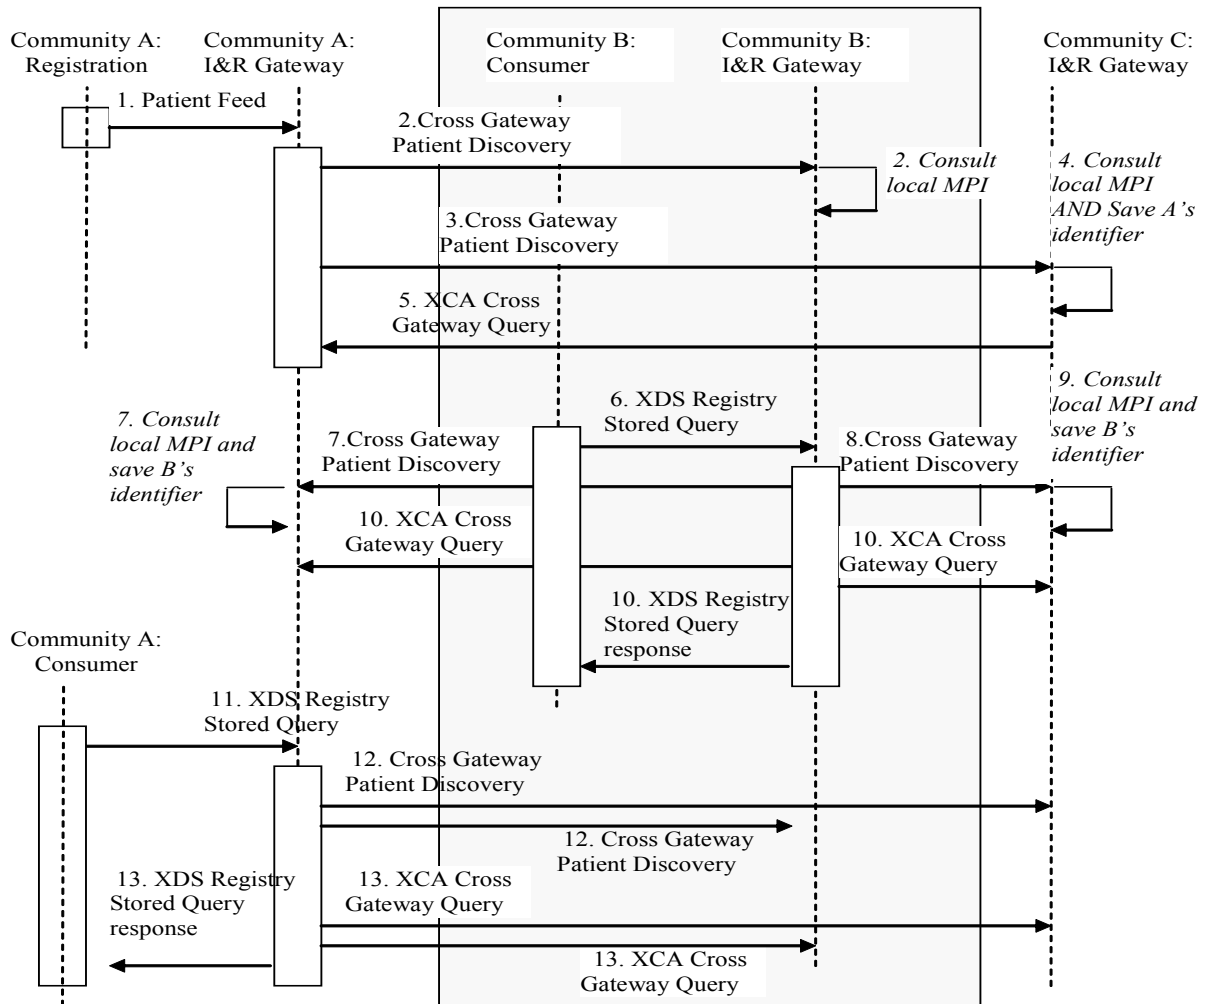 Community A:
Registration
Community A:
I&R Gateway
Community B:
Consumer
Community B:
I&R Gateway
Community C:
I&R Gateway
1. Patient Feed
2.Cross Gateway
Patient Discovery
2. Consult
local MPI
4. Consult
local MPI
AND Save A's
identifier
3.Cross Gateway
Patient Discovery
5. XCA Cross
Gateway Query
6. XDS Registry
Stored Query
9. Consult
local MPI and
save B's
identifier
7. Consult
local MPI and
save B's
identifier
7.Cross Gateway
Patient Discovery
8.Cross Gateway
Patient Discovery
10. XCA Cross
Gateway Query
10. XCA Cross
Gateway Query
10. XDS Registry
Stored Query
response
Community A:
Consumer
11. XDS Registry
Stored Query
12. Cross Gateway
Patient Discovery
12. Cross Gateway
Patient Discovery
13. XDS Registry
Stored Query
response
13. XCA Cross
Gateway Query
13. XCA Cross
Gateway Query